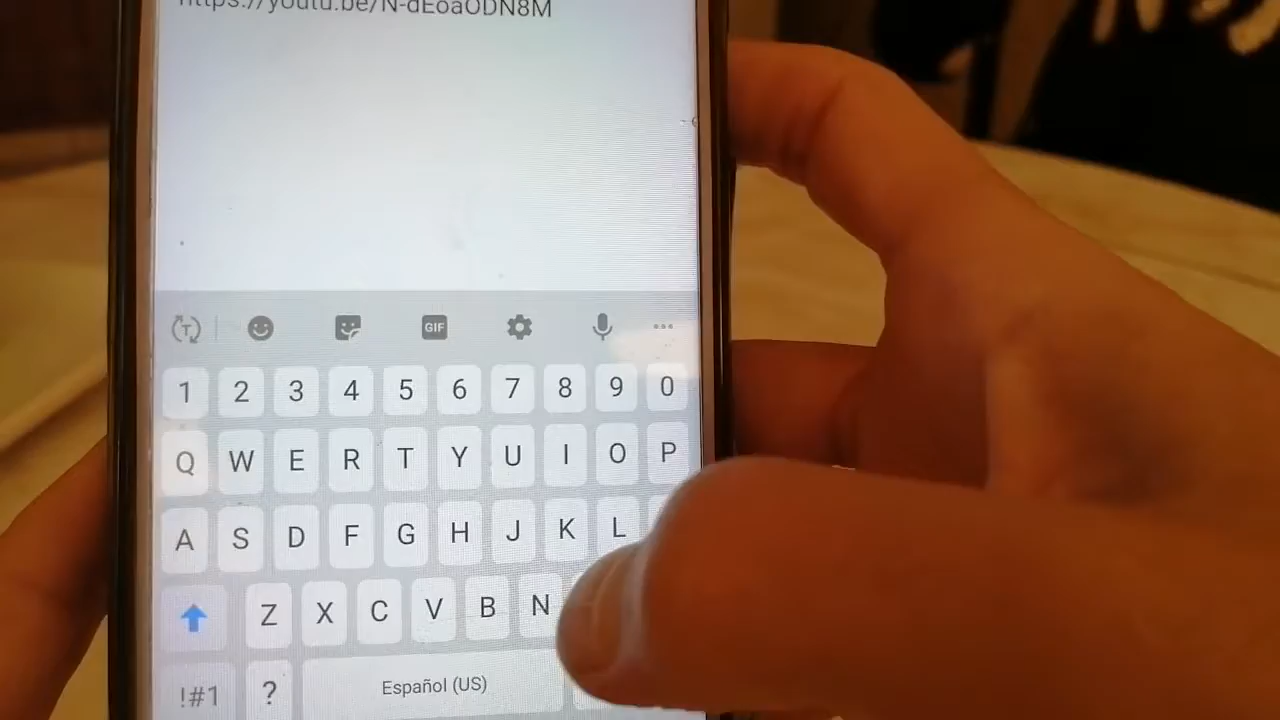 https://youtu.be/N-dEoaODN8M
GIF
1 2 3 4 5 6 7 8 9 0
Q W E R T Y U I O P
A S D F G H J K L
Z X C V B N
!#1 ? Español (US)